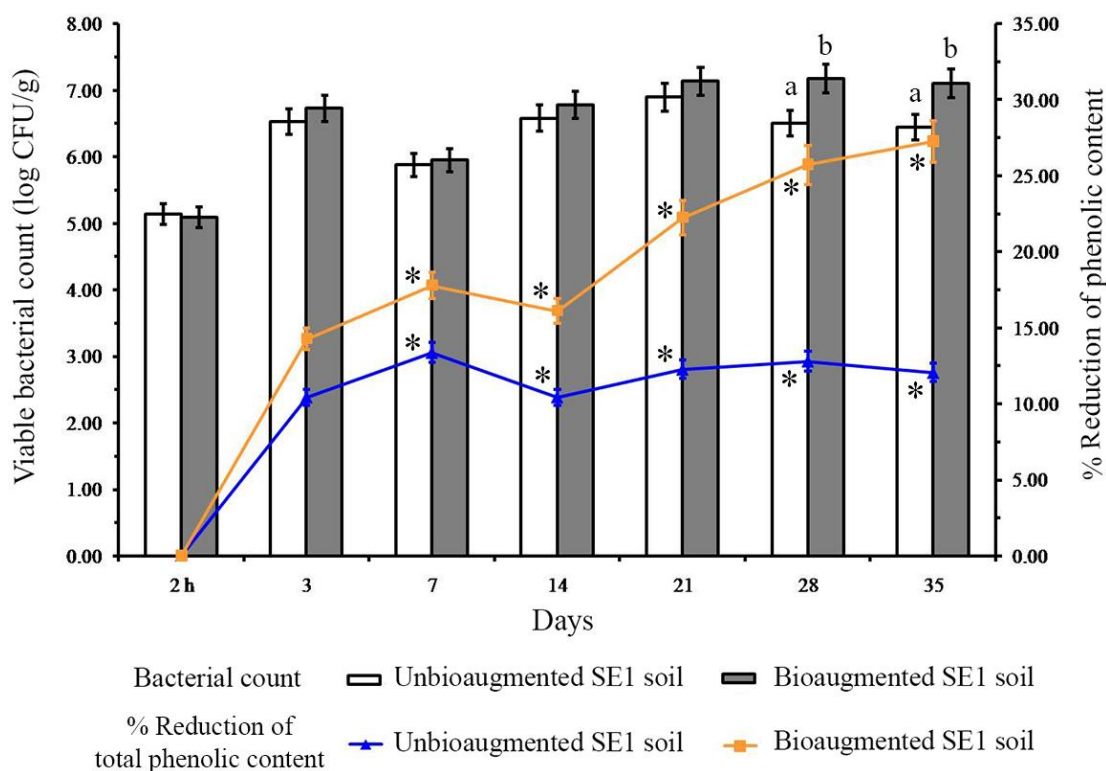 Viable bacterial count (log CFU/g)
8.00
7.00
6.00
5.00
4.00
3.00
2.00
1.00
0.00
35.00
30.00
25.00
20.00
15.00
10.00
5.00
0.00
% Reduction of phenolic content
a
b
a
b
*
*
*
*
*
*
*
*
*
*
2 h 3 7 14 21 28 35
Days
Bacterial count Unbioaugmented SE1 soil Bioaugmented SE1 soil
% Reduction of
total phenolic content Unbioaugmented SE1 soil Bioaugmented SE1 soil